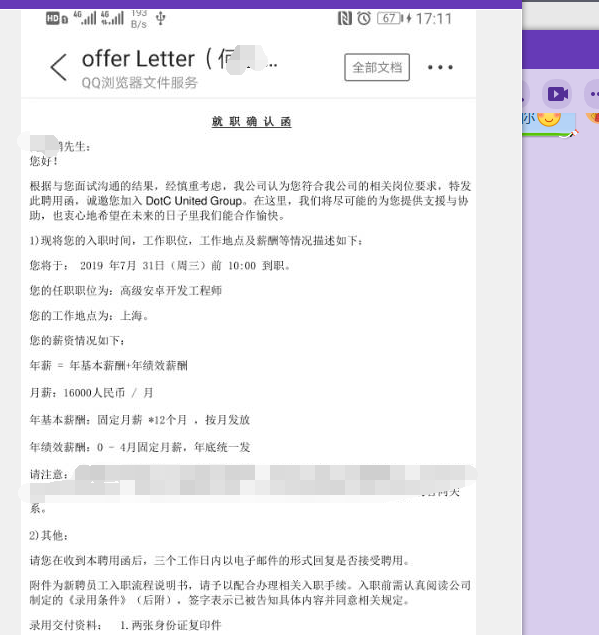 HD 4G 4G 193 B/s 67 17:11
offer Letter（何 ...
QQ浏览器文件服务
全部文档
就 职 确 认 函
先生：
您好！
根据与您面试沟通的结果，经慎重考虑，我公司认为您符合我公司的相关岗位要求，特发
此聘用函，诚邀您加入 DotC United Group。在这里，我们将尽可能的为您提供支援与协
助，也衷心地希望在未来的日子里我们能合作愉快。
1)现将您的入职时间，工作职位，工作地点及薪酬等情况描述如下：
您将于： 2019 年7月 31日（周三）前 10:00 到职。
您的任职职位为：高级安卓开发工程师
您的工作地点为：上海。
您的薪资情况如下：
年薪 = 年基本薪酬+年绩效薪酬
月薪：16000人民币 / 月
年基本薪酬：固定月薪 *12个月 ，按月发放
年绩效薪酬：0 - 4月固定月薪，年底统一发
请注意：
系。
2)其他：
请您在收到本聘用函后，三个工作日内以电子邮件的形式回复是否接受聘用。
附件为新聘员工入职流程说明书，请予以配合办理相关入职手续。入职前需认真阅读公司
制定的《录用条件》（后附），签字表示已被告知具体内容并同意相关规定。
录用交付资料： 1.两张身份证复印件